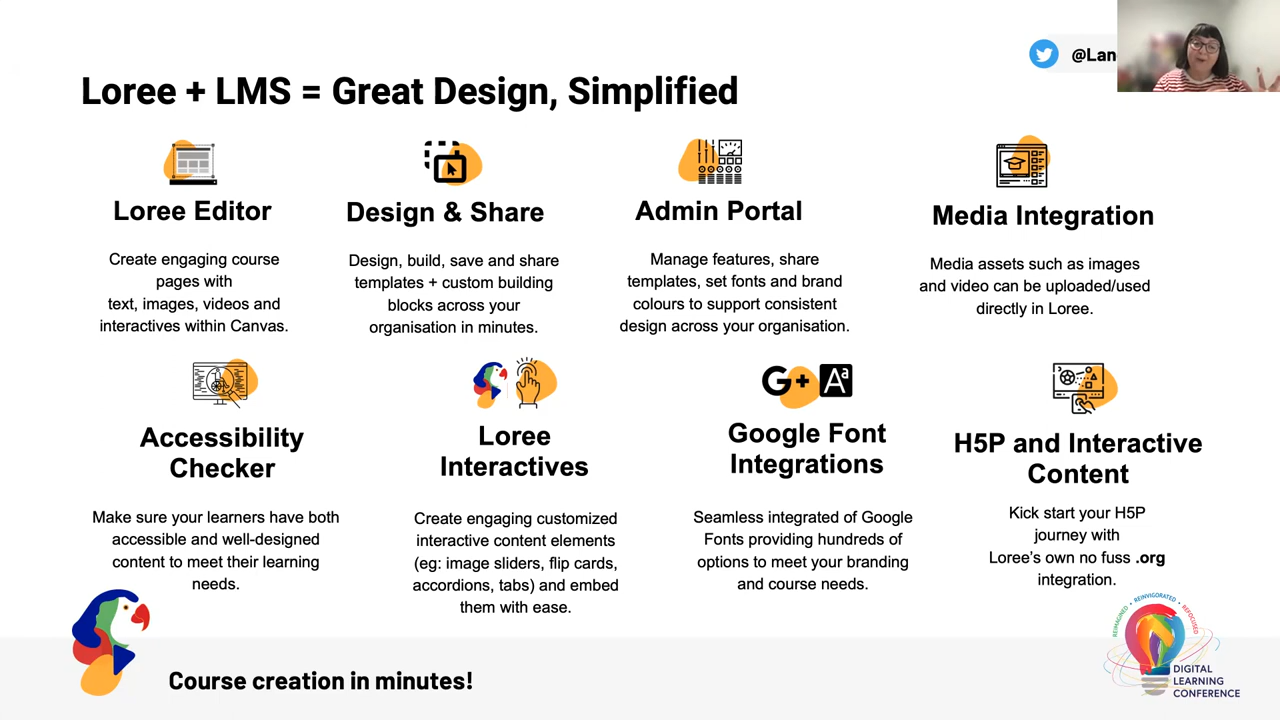 @Lan
Loree + LMS = Great Design, Simplified
Loree Editor
Create engaging course
pages with
text, images, videos and
interactives within Canvas.
Design & Share
Design, build, save and share
templates + custom building
blocks across your
organisation in minutes.
Admin Portal
Manage features, share
templates, set fonts and brand
colours to support consistent
design across your organisation.
Media Integration
Media assets such as images
and video can be uploaded/used
directly in Loree.
Accessibility
Checker
Make sure your learners have both
accessible and well-designed
content to meet their learning
needs.
Loree
Interactives
Create engaging customized
interactive content elements
(eg: image sliders, flip cards,
accordions, tabs) and embed
them with ease.
G+ Aa
Google Font
Integrations
Seamless integrated of Google
Fonts providing hundreds of
options to meet your branding
and course needs.
H5P and Interactive
Content
Kick start your H5P
journey with
Loree's own no fuss .org
integration.
Course creation in minutes!
REIMAGINED • REINVIGORATED • REFOCUSED
DIGITAL
LEARNING
CONFERENCE